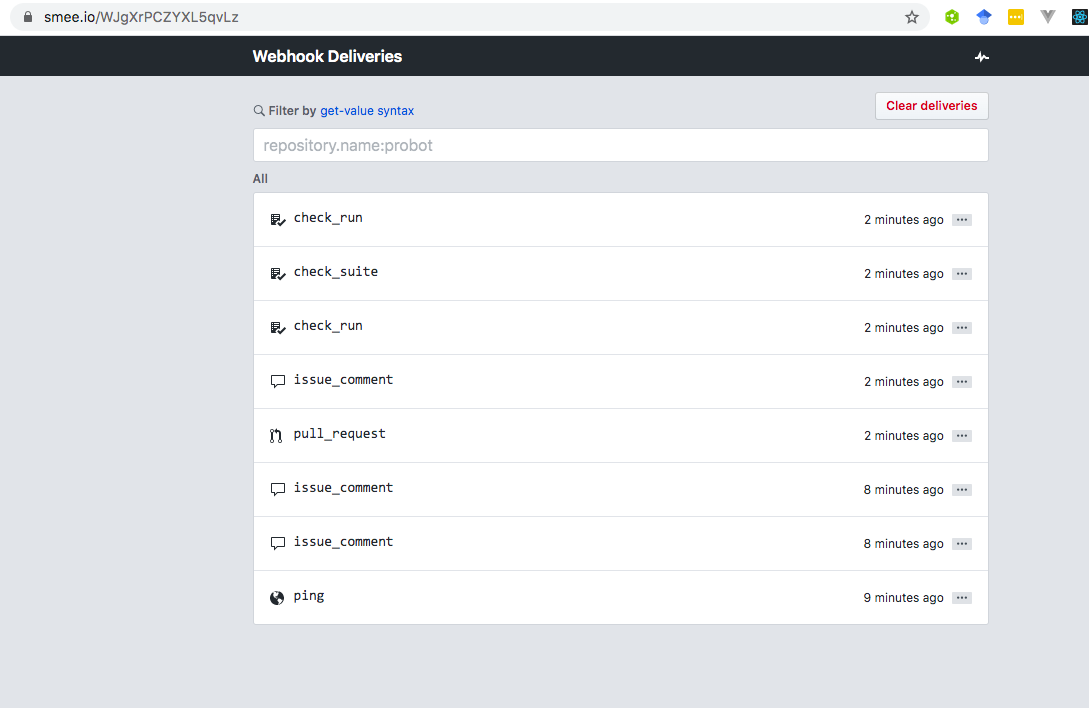 smee.io/WJgXrPCZYXL5qvLz
Webhook Deliveries
Filter by get-value syntax
Clear deliveries
repository.name:probot
All
check_run 2 minutes ago
check_suite 2 minutes ago
check_run 2 minutes ago
issue_comment 2 minutes ago
pull_request 2 minutes ago
issue_comment 8 minutes ago
issue_comment 8 minutes ago
ping 9 minutes ago